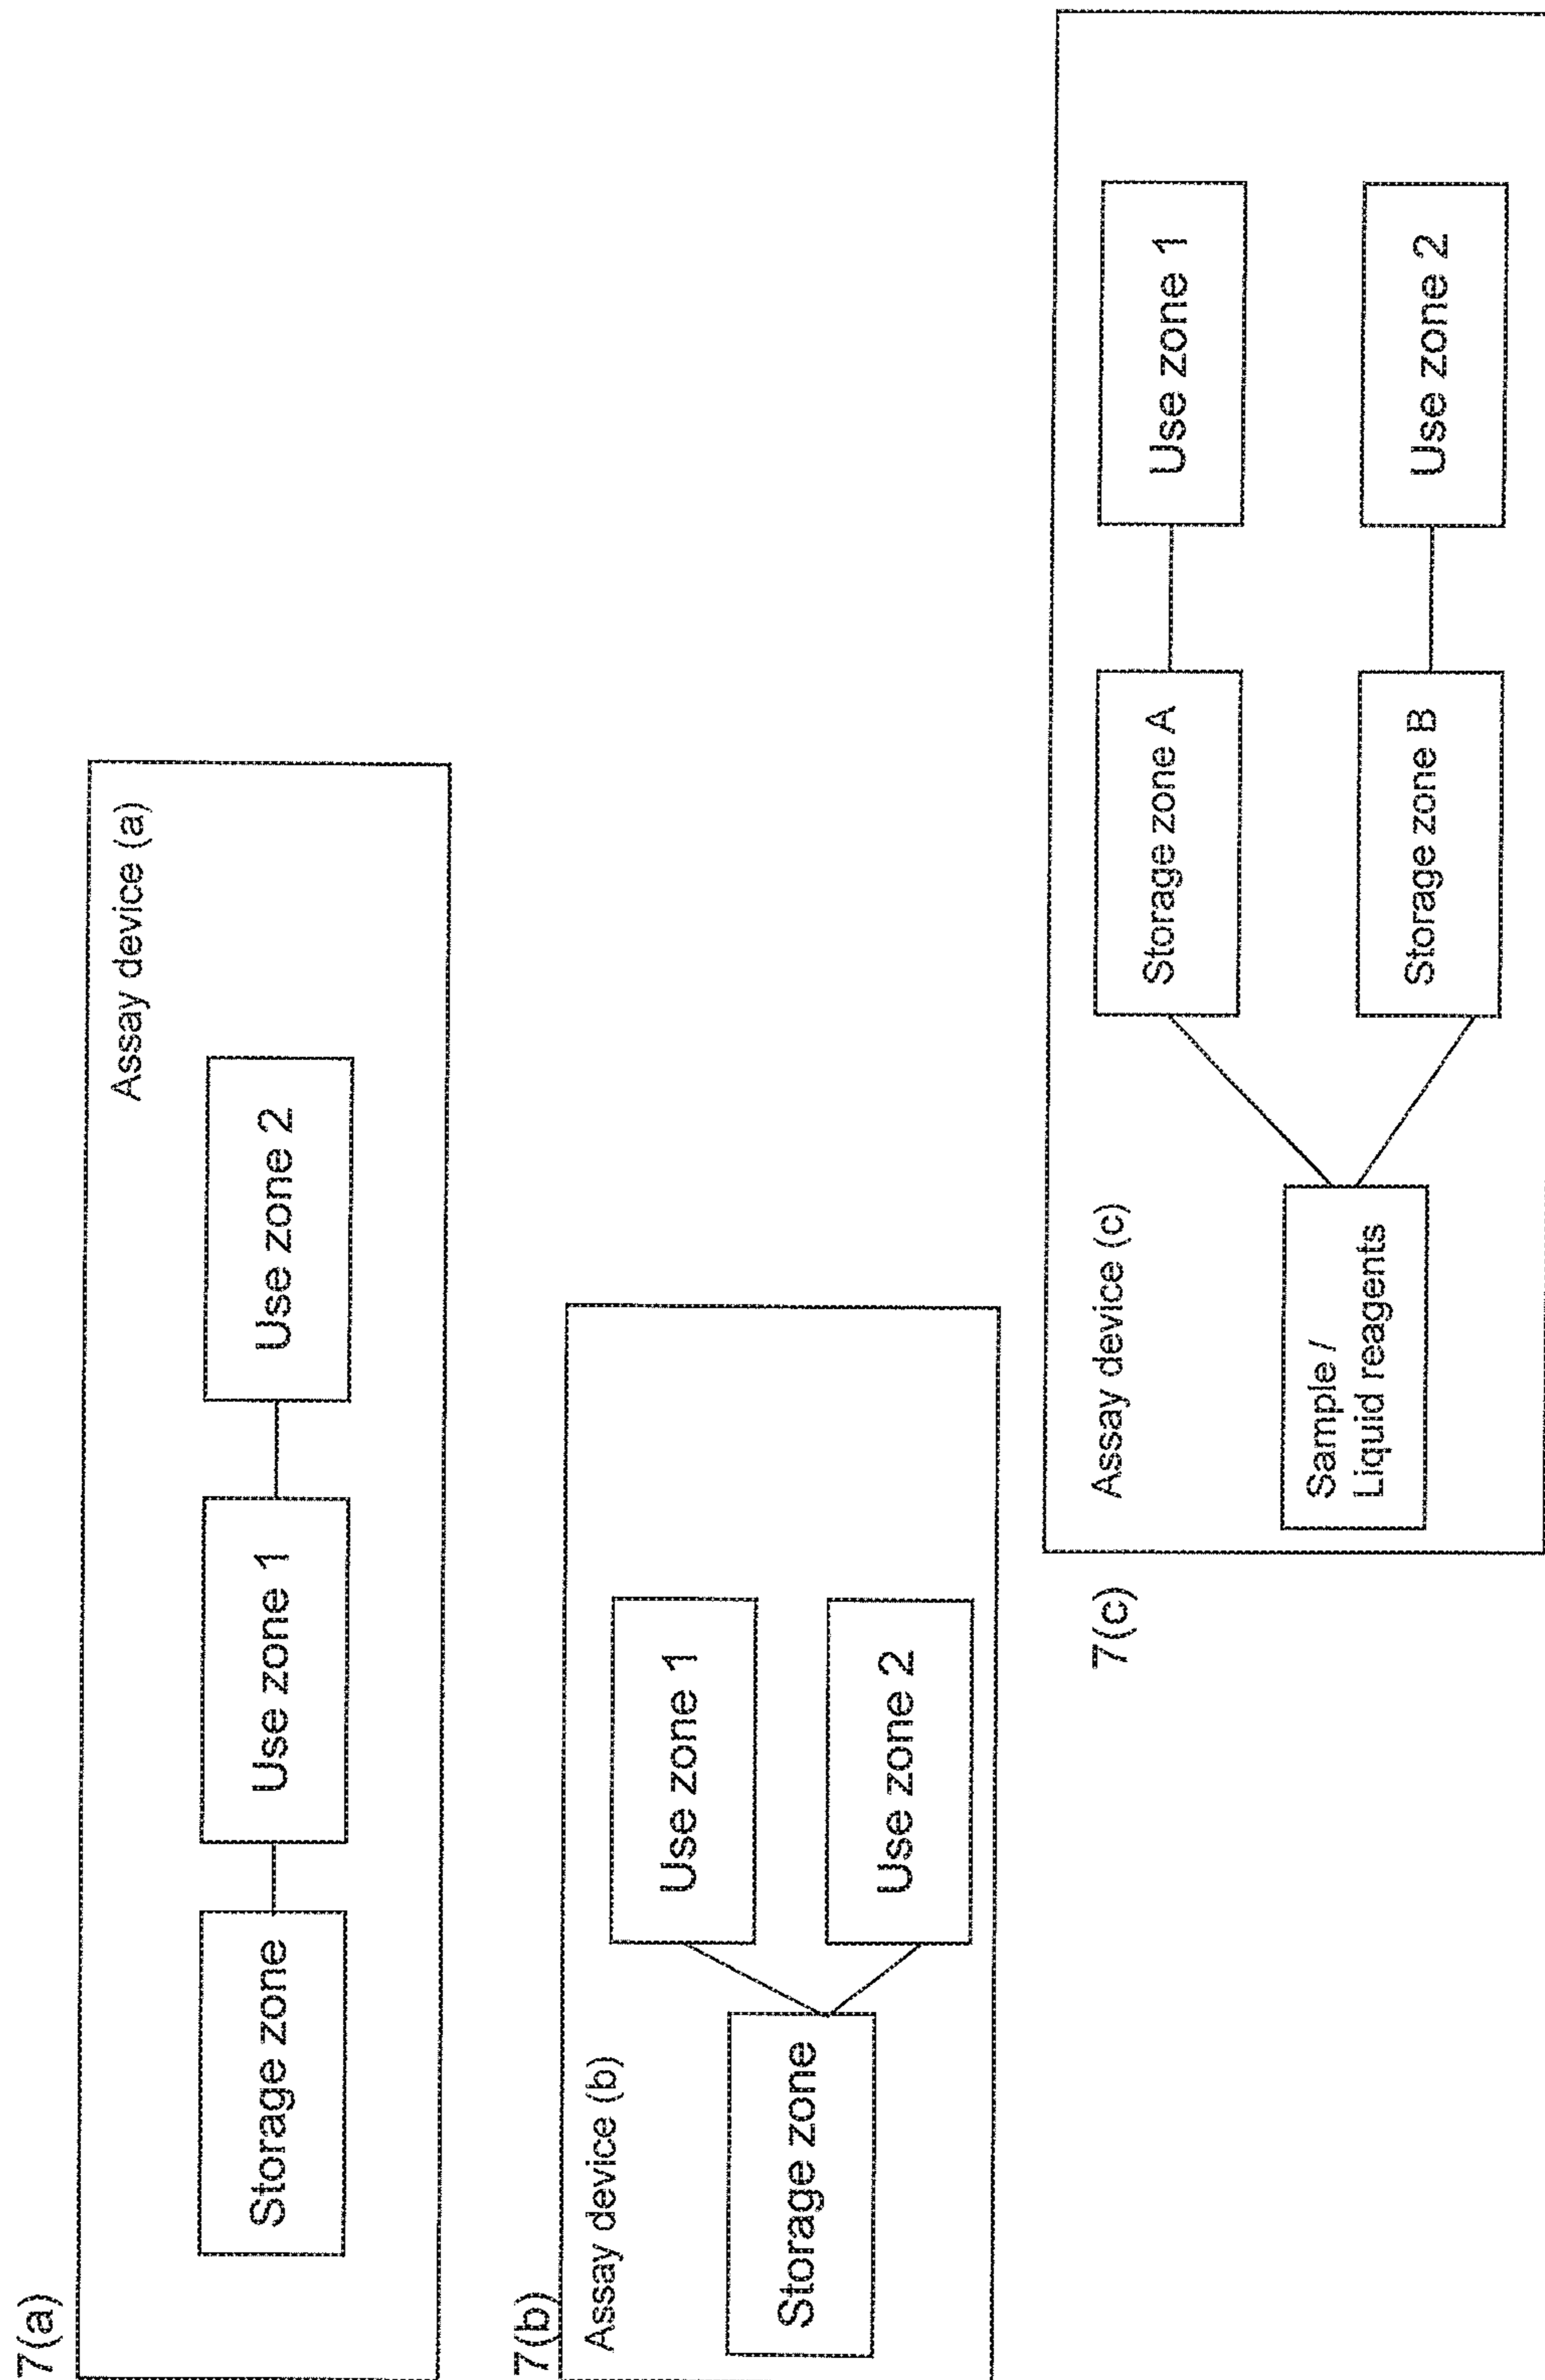 7(a)
Assay device (a)
Storage zone
Use zone 1
Use zone 2
7(b)
Assay device (b)
Storage zone
Use zone 1
Use zone 2
7(c)
Assay device (c)
Sample /
Liquid reagents
Storage zone A
Use zone 1
Storage zone B
Use zone 2